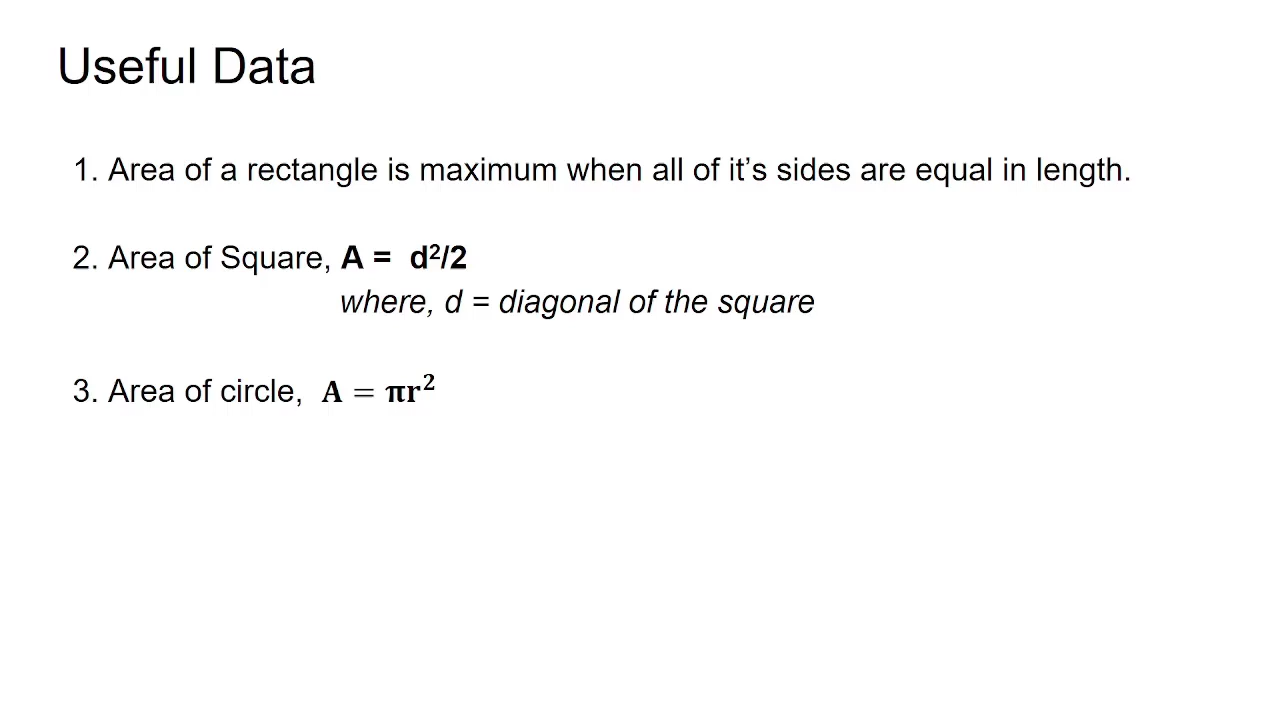 Useful Data
1. Area of a rectangle is maximum when all of it’s sides are equal in length.
2. Area of Square, A = d²/2
where, d = diagonal of the square
3. Area of circle, A = πr²